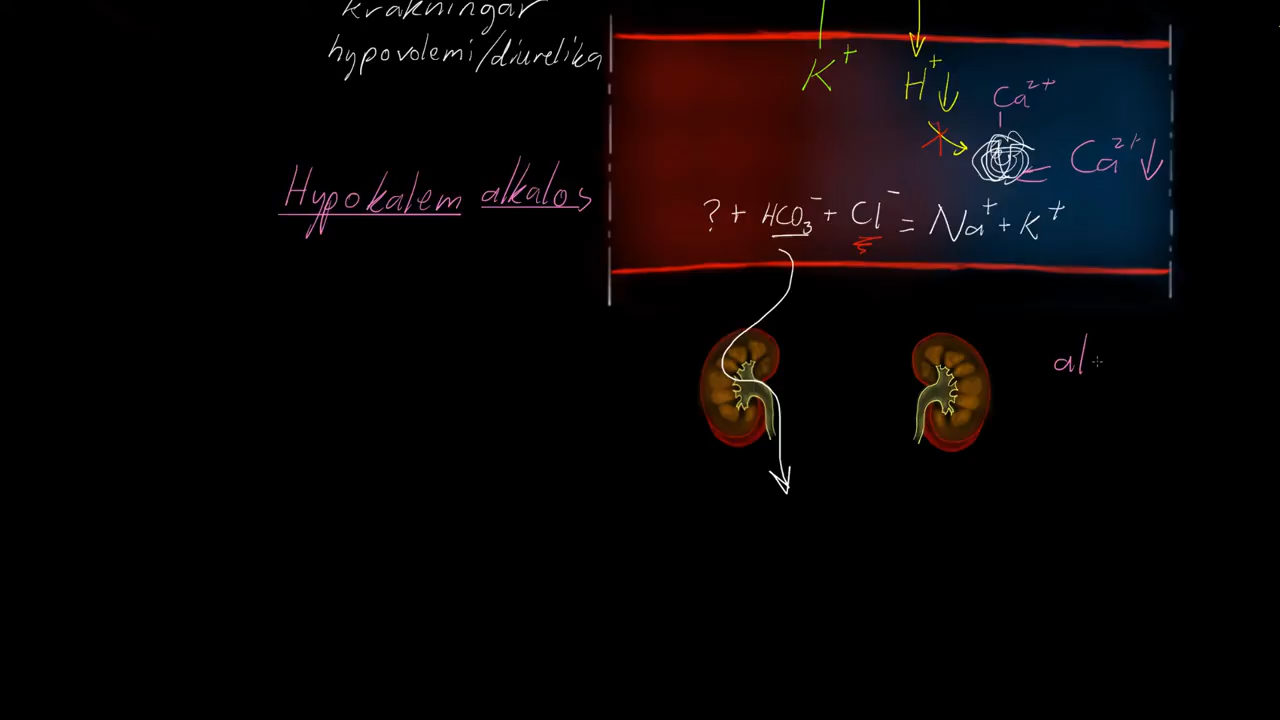 kräkningar
hypovolemi/diuretika
K+
H+↓
Ca2+
Ca2+↓
Hypokalem alkalos
? + HCO3- + Cl- = Na+ + K+
al